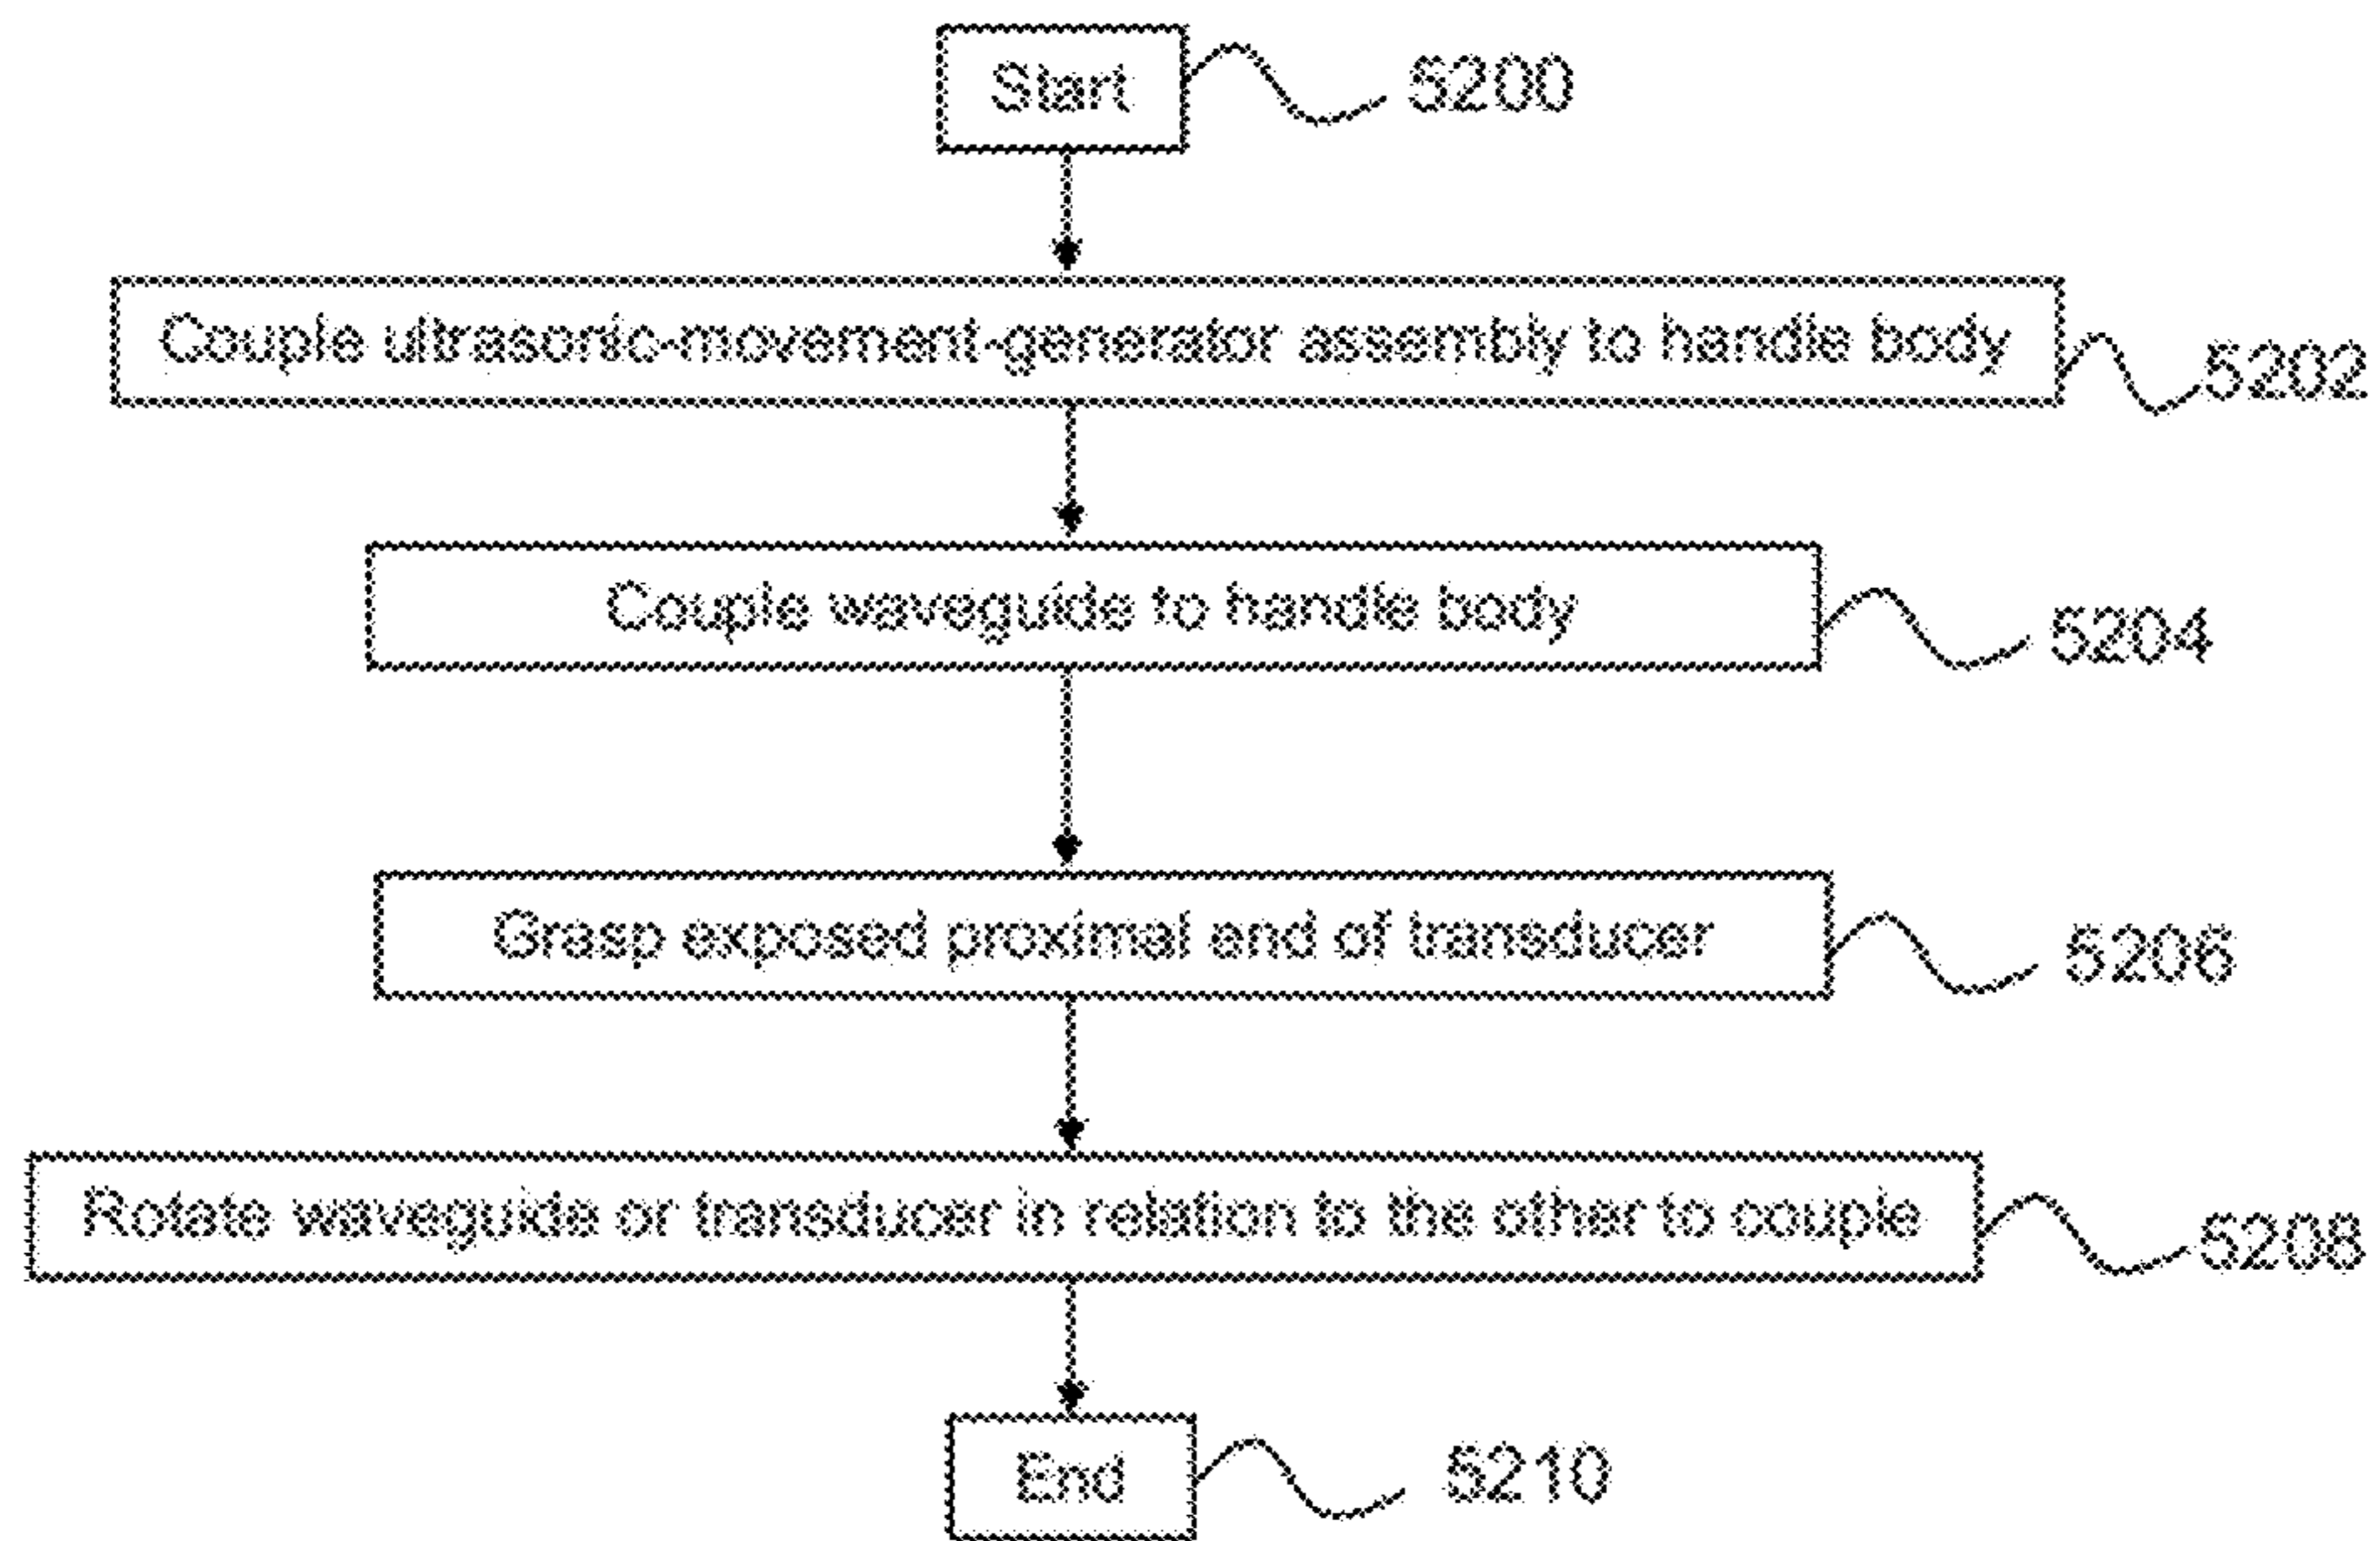 Start
5200
Couple ultrasonic-movement-generator assembly to handle body
5202
Couple waveguide to handle body
5204
Grasp exposed proximal end of transducer
5206
Rotate waveguide or transducer in relation to the other to couple
5208
End
5210